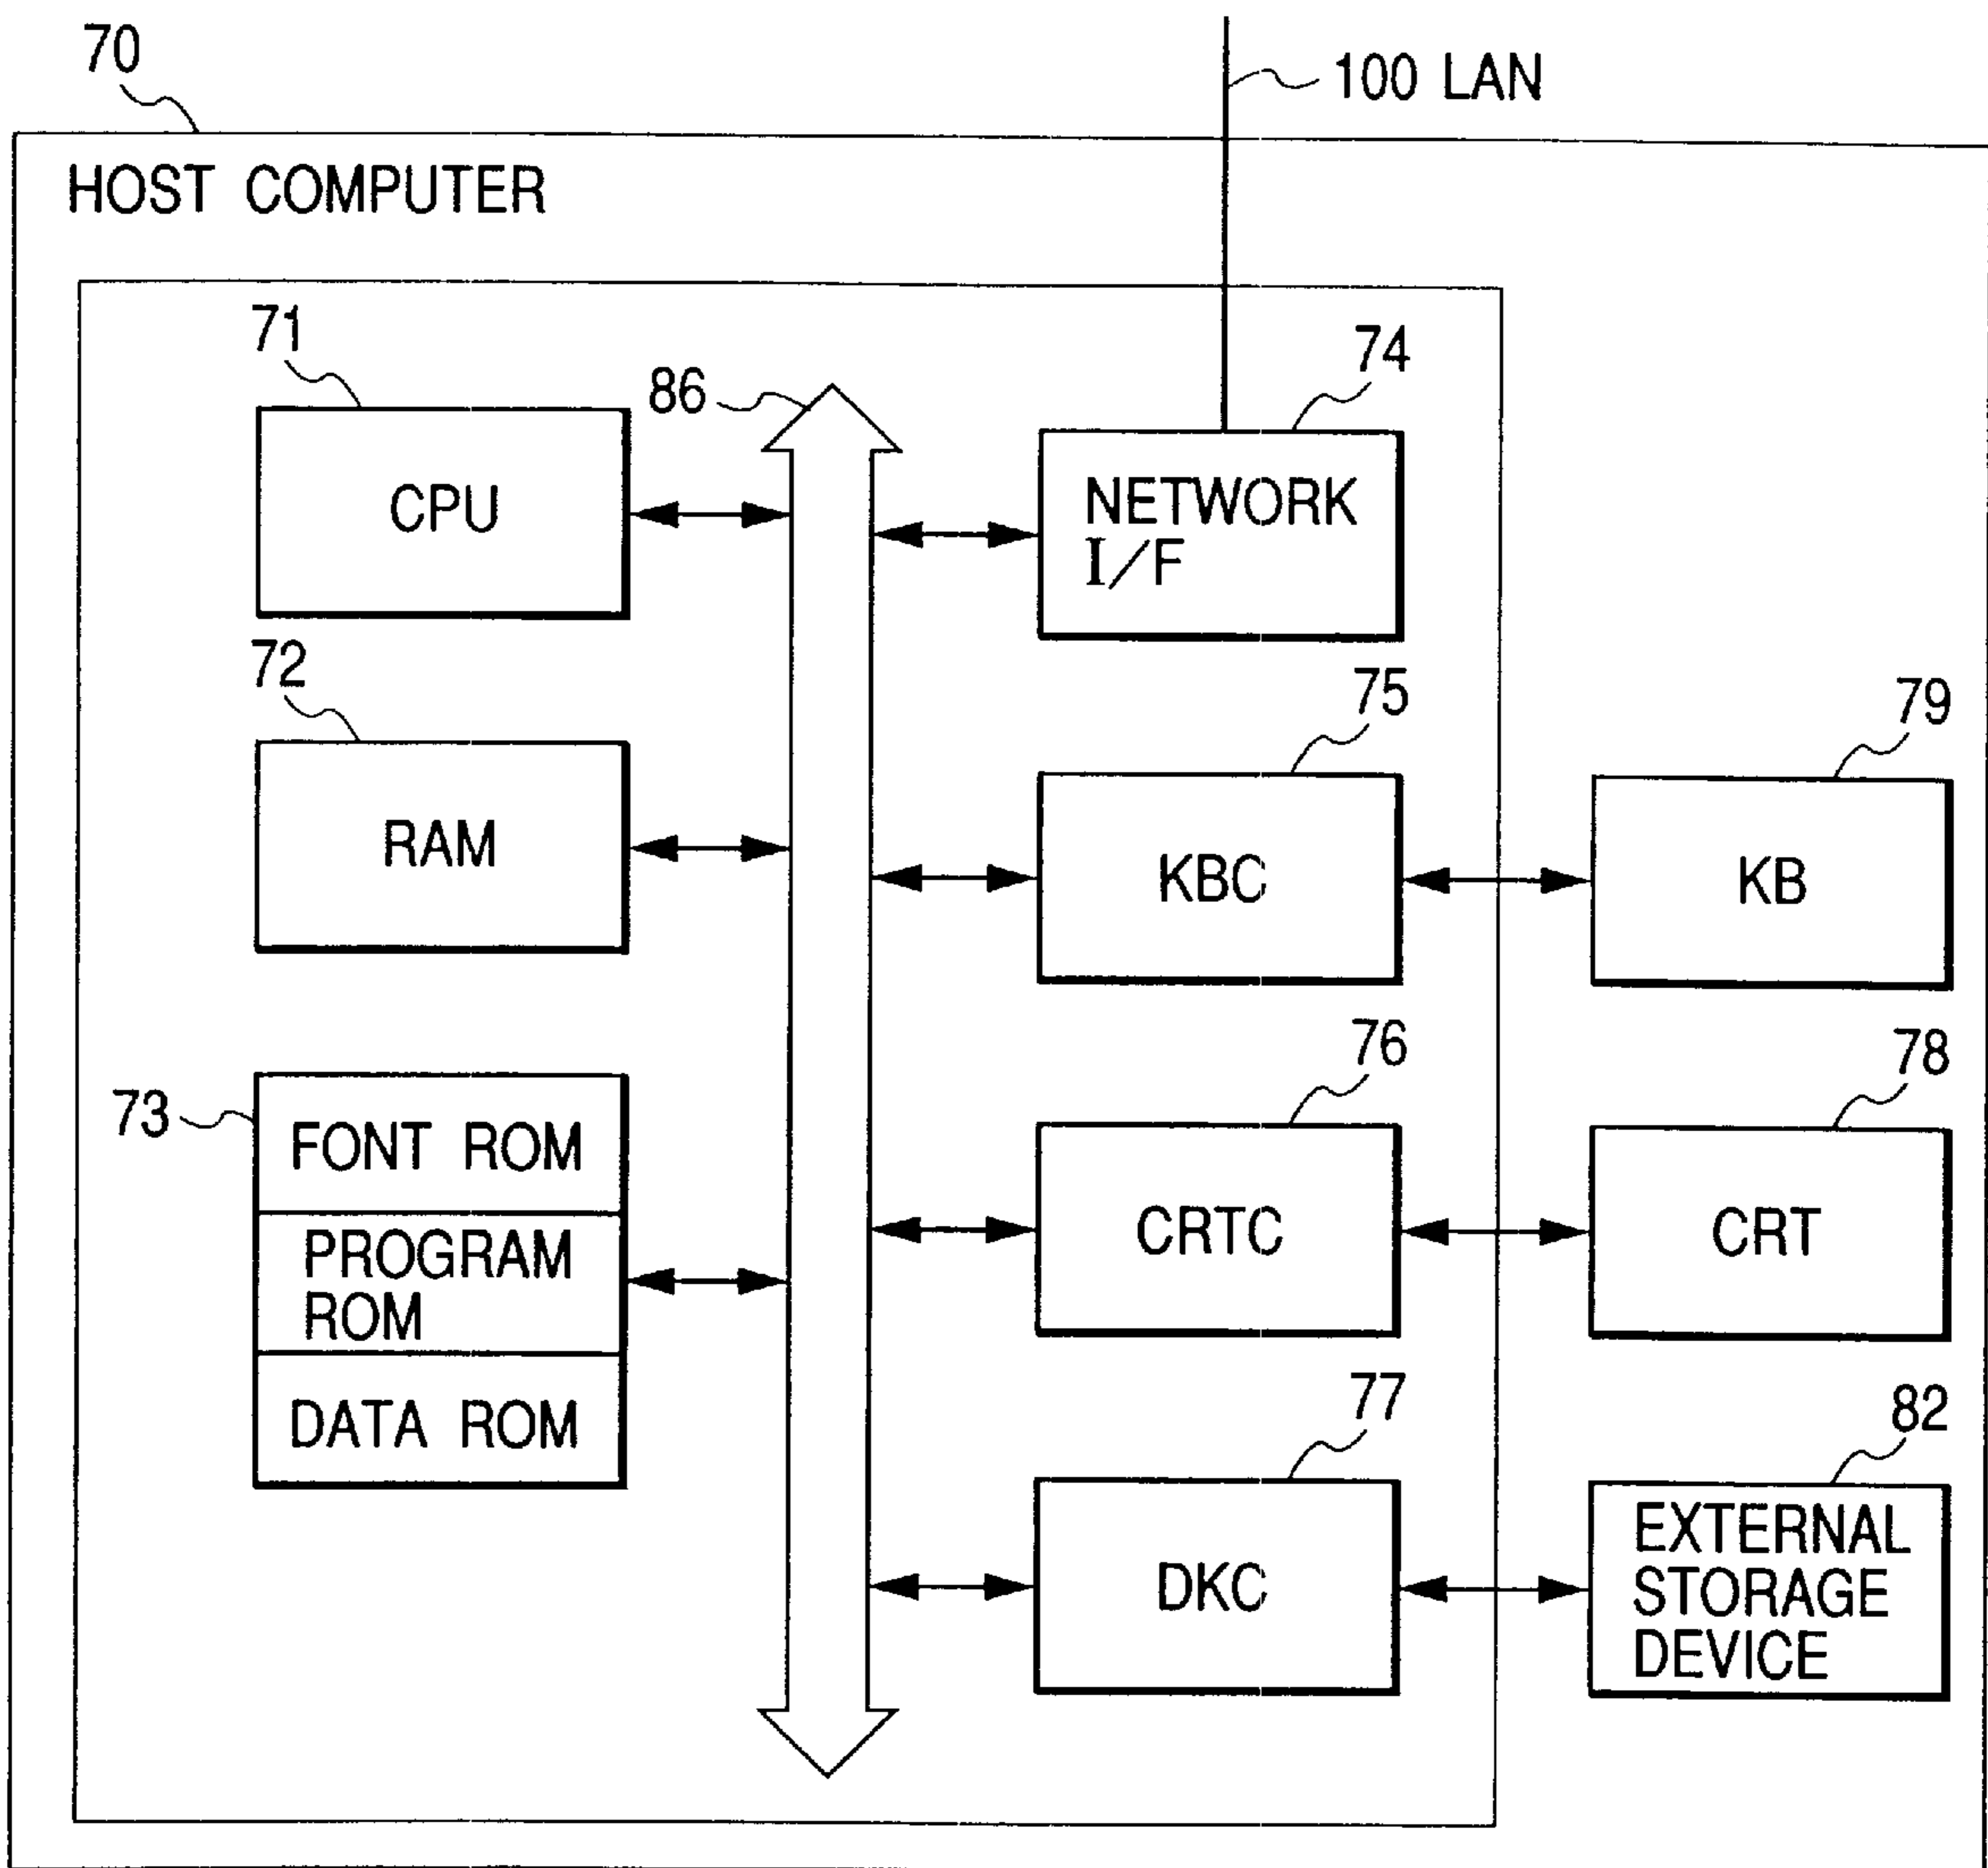 70
100 LAN
HOST COMPUTER
71
86
74
CPU
NETWORK
I/F
72
75
79
RAM
KBC
KB
73
76
78
FONT ROM
PROGRAM
ROM
DATA ROM
CRTC
CRT
77
82
DKC
EXTERNAL
STORAGE
DEVICE